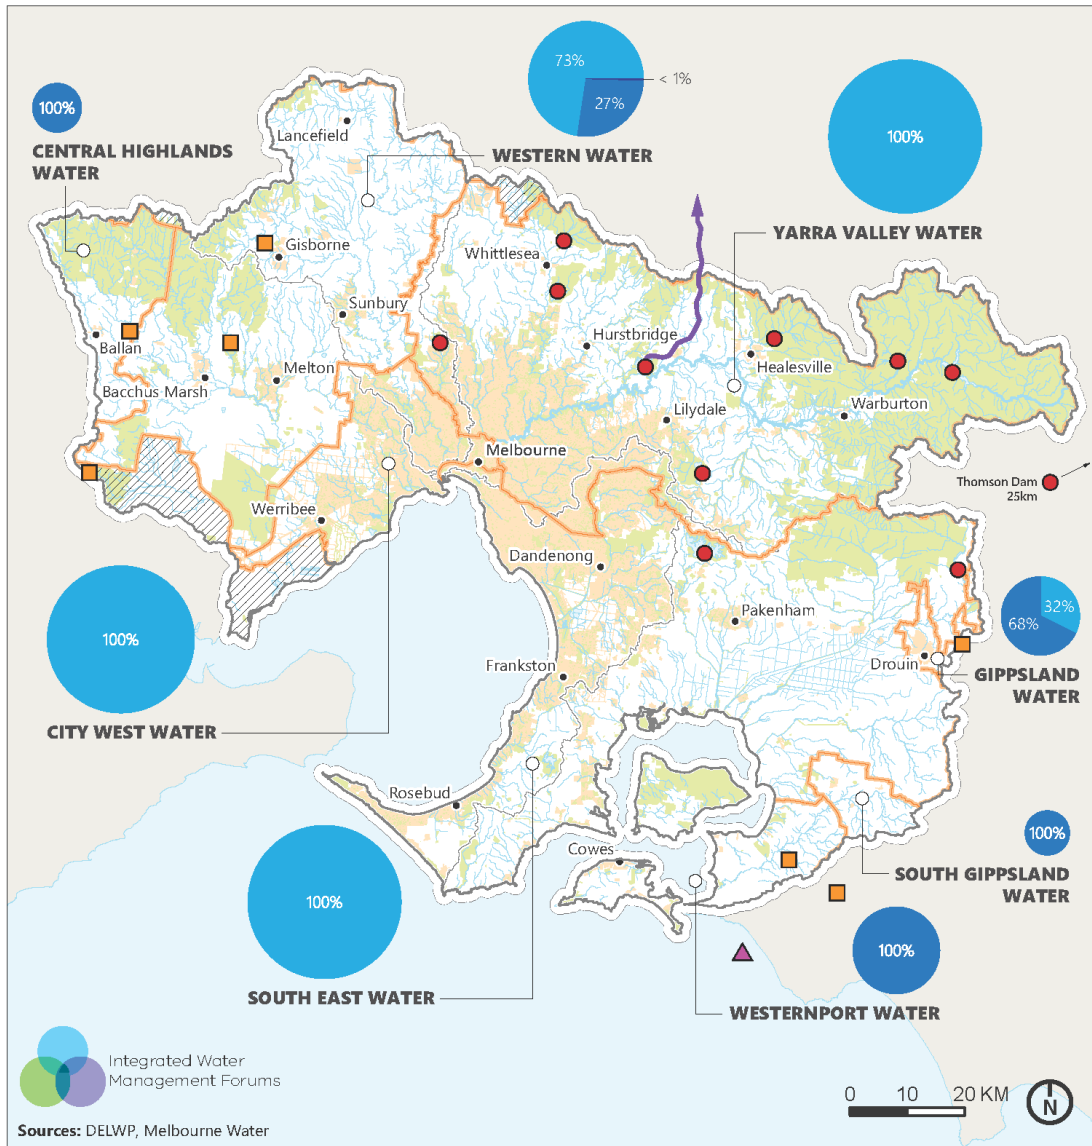 73%
< 1%
27%
100%
CENTRAL HIGHLANDS
WATER
Lancefield
WESTERN WATER
100%
YARRA VALLEY WATER
Gisborne
Whittlesea
Sunbury
Hurstbridge
Healesville
Ballan
Bacchus Marsh
Melton
Lilydale
Warburton
Melbourne
Thomson Dam
25km
Werribee
Dandenong
100%
CITY WEST WATER
Pakenham
32%
68%
Drouin
GIPPSLAND
WATER
Frankston
Rosebud
Cowes
100%
SOUTH GIPPSLAND
WATER
100%
SOUTH EAST WATER
100%
WESTERNPORT WATER
Integrated Water
Management Forums
0 10 20 KM
N
Sources: DELWP, Melbourne Water